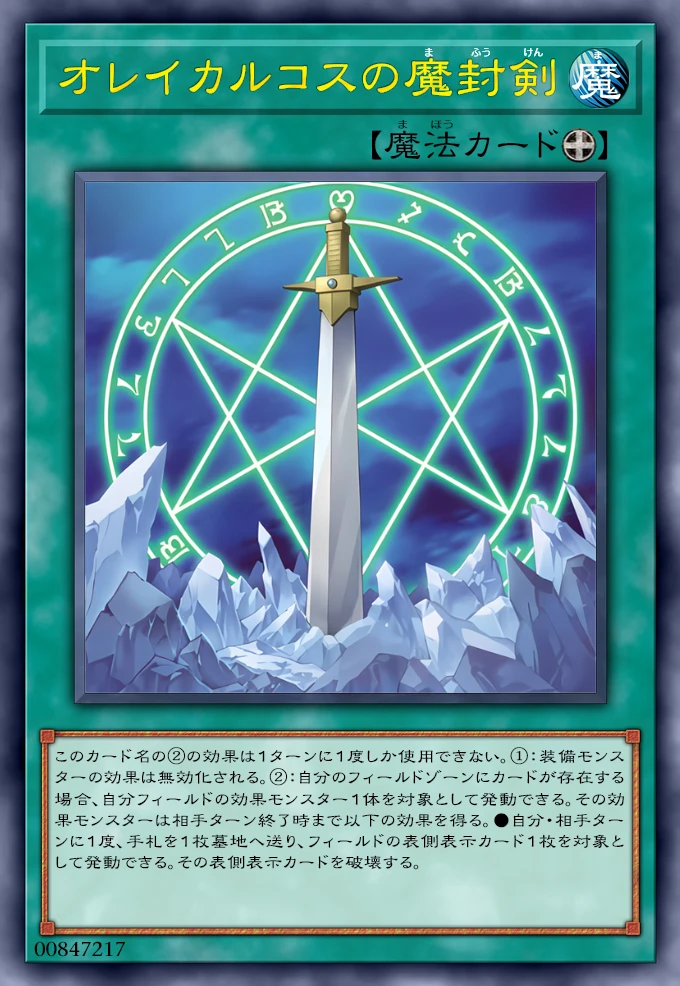 オレイカルコスの魔封剣
ま ふう けん
魔
ま
【魔法カード】
ま ほう
このカード名の②の効果は１ターンに１度しか使用できない。①：装備モンス
ターの効果は無効化される。②：自分のフィールドゾーンにカードが存在する
場合、自分フィールドの効果モンスター１体を対象として発動できる。その効
果モンスターは相手ターン終了時まで以下の効果を得る。●自分・相手ター
ンに１度、手札を１枚墓地へ送り、フィールドの表側表示カード１枚を対象と
して発動できる。その表側表示カードを破壊する。
00847217